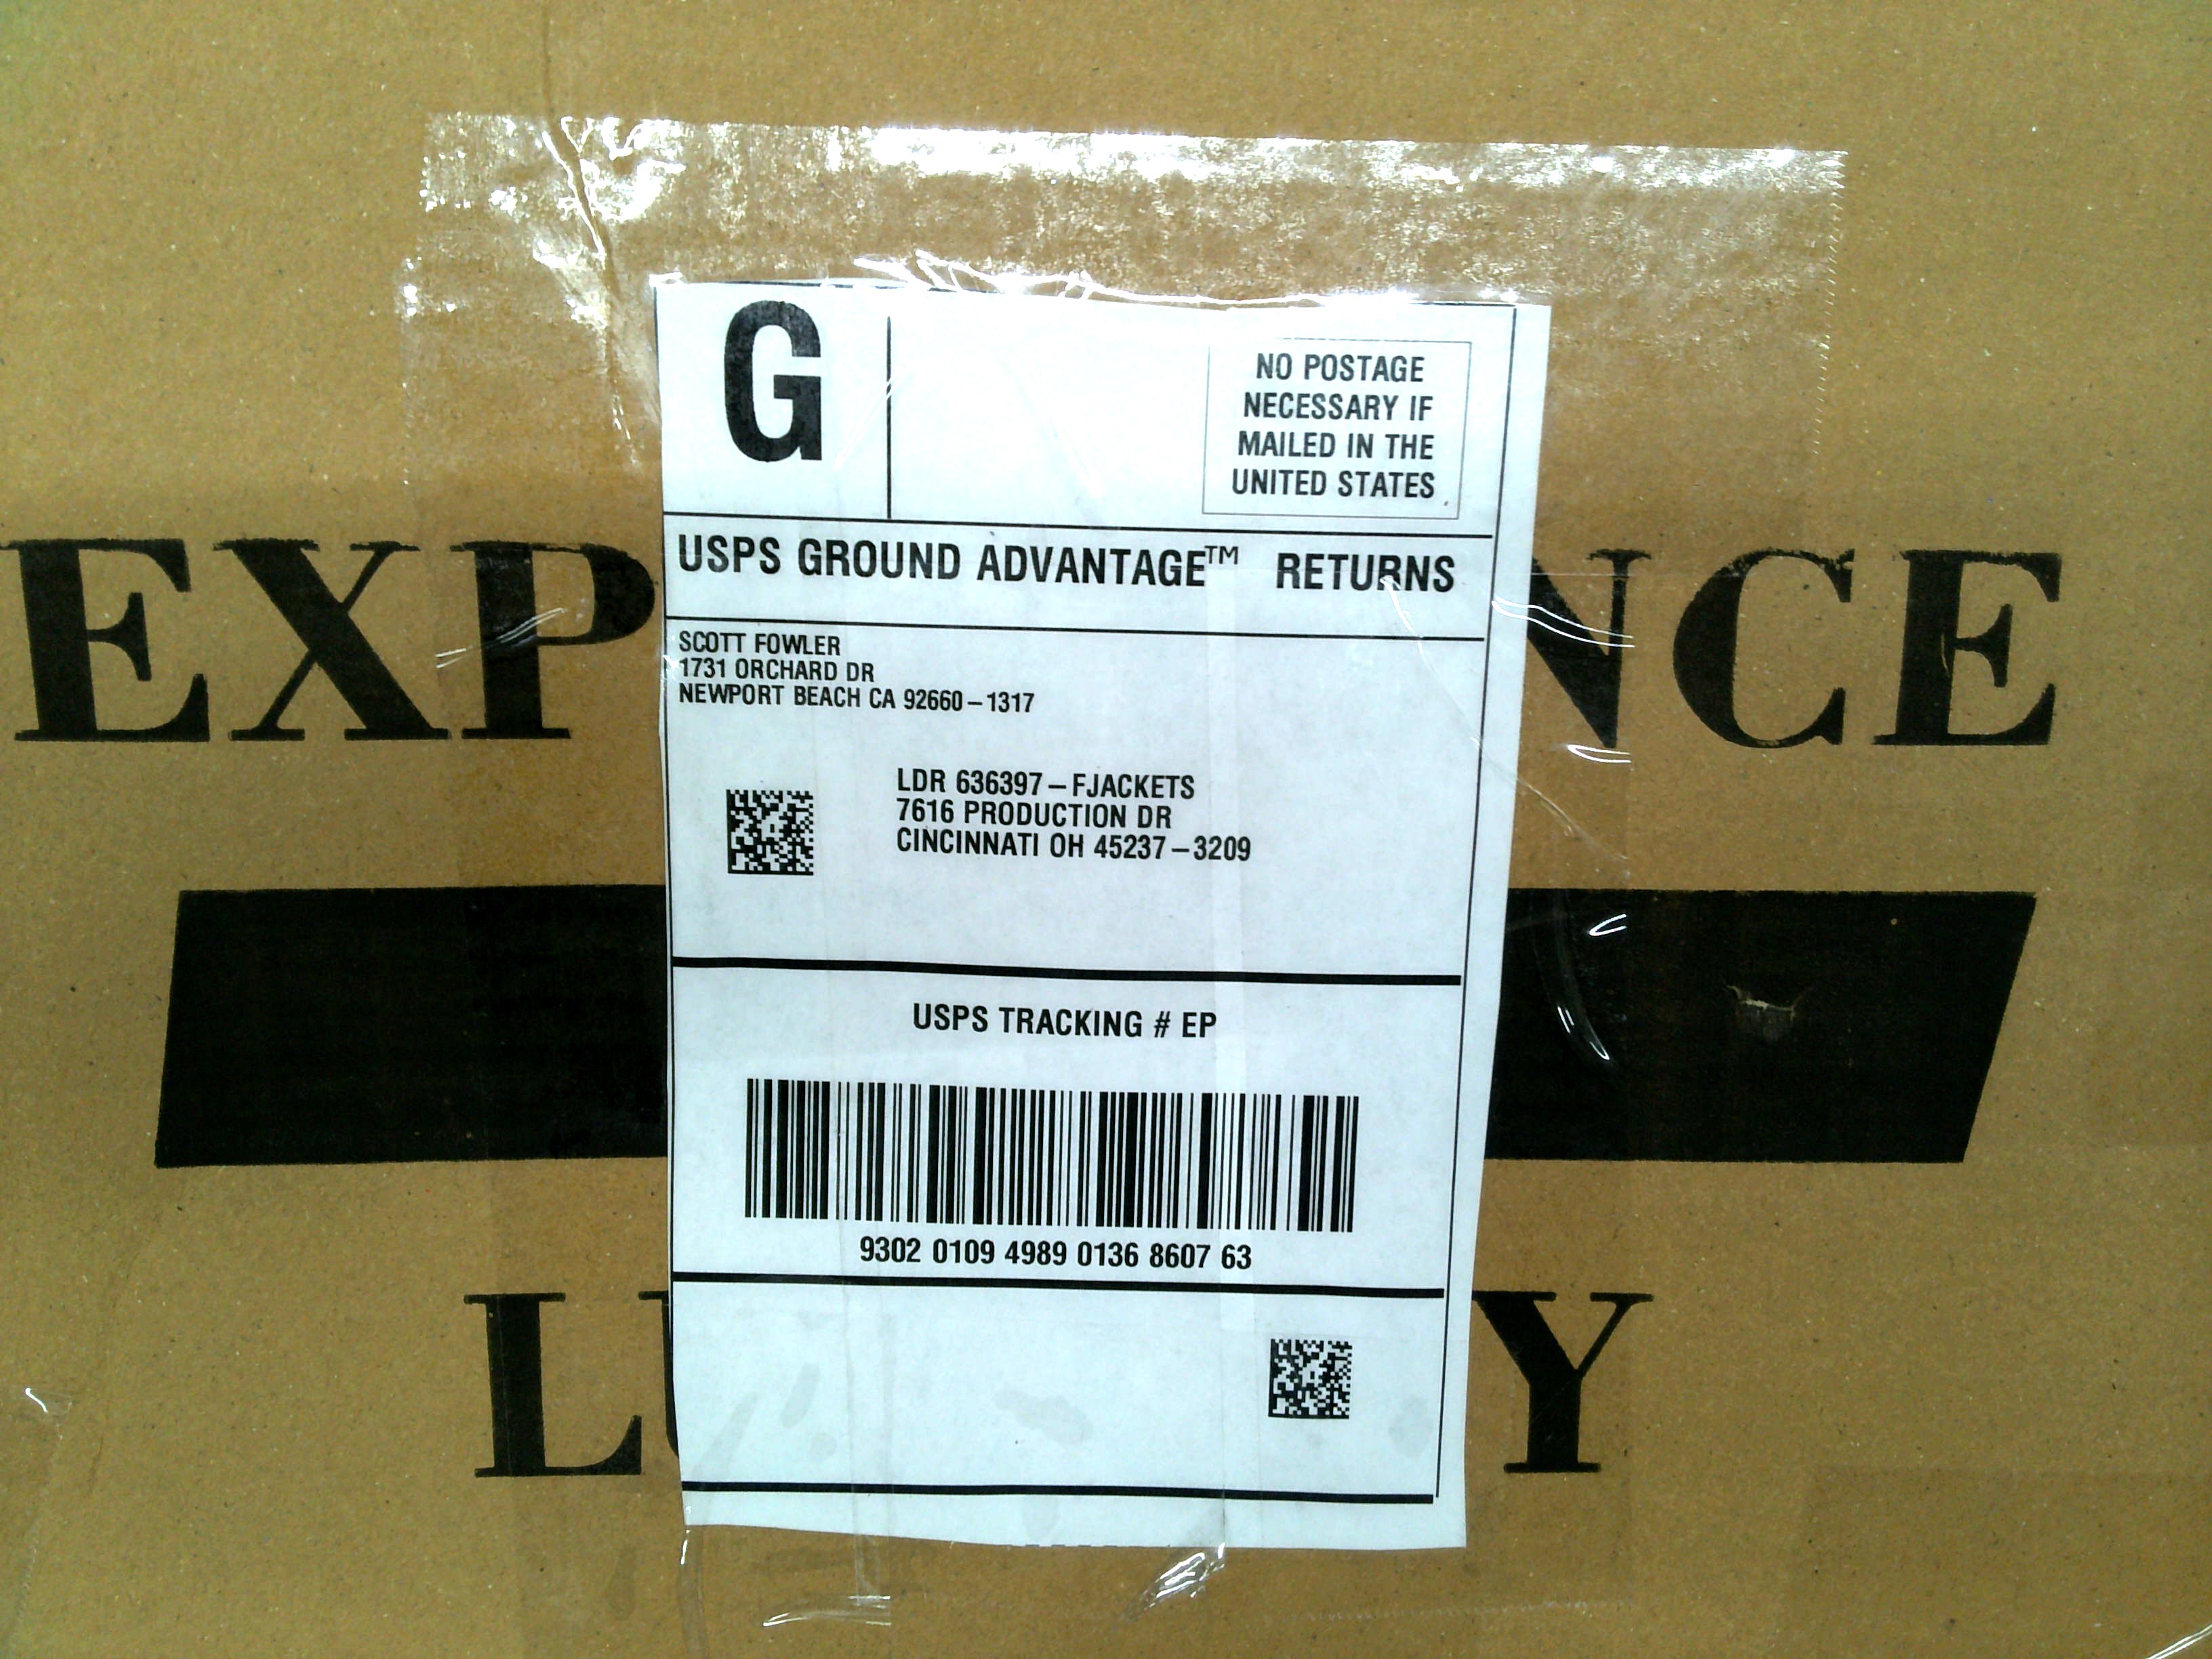 G
NO POSTAGE
NECESSARY IF
MAILED IN THE
UNITED STATES
USPS GROUND ADVANTAGE™ RETURNS
SCOTT FOWLER
1731 ORCHARD DR
NEWPORT BEACH CA 92660-1317
LDR 636397-FJACKETS
7616 PRODUCTION DR
CINCINNATI OH 45237-3209
USPS TRACKING # EP
9302 0109 4989 0136 8607 63
EXP NCE
L Y